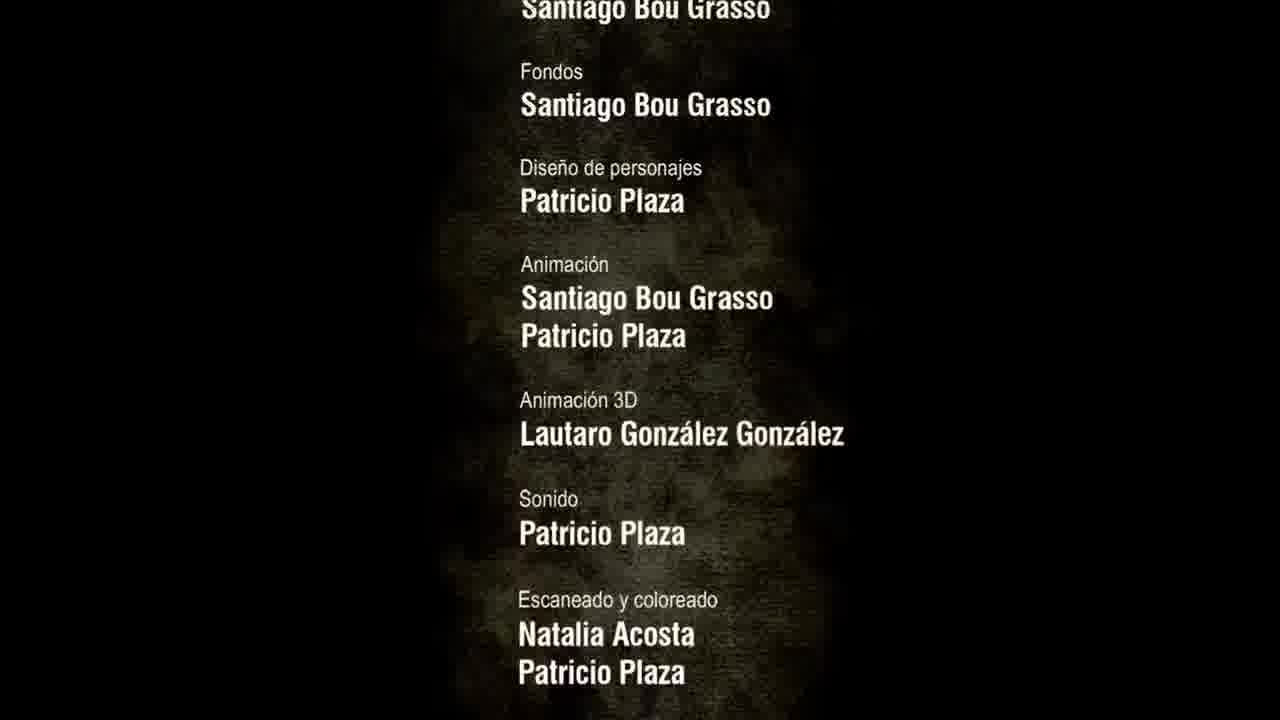 Santiago Bou Grasso
Fondos
Santiago Bou Grasso
Diseño de personajes
Patricio Plaza
Animación
Santiago Bou Grasso
Patricio Plaza
Animación 3D
Lautaro González González
Sonido
Patricio Plaza
Escaneado y coloreado
Natalia Acosta
Patricio Plaza